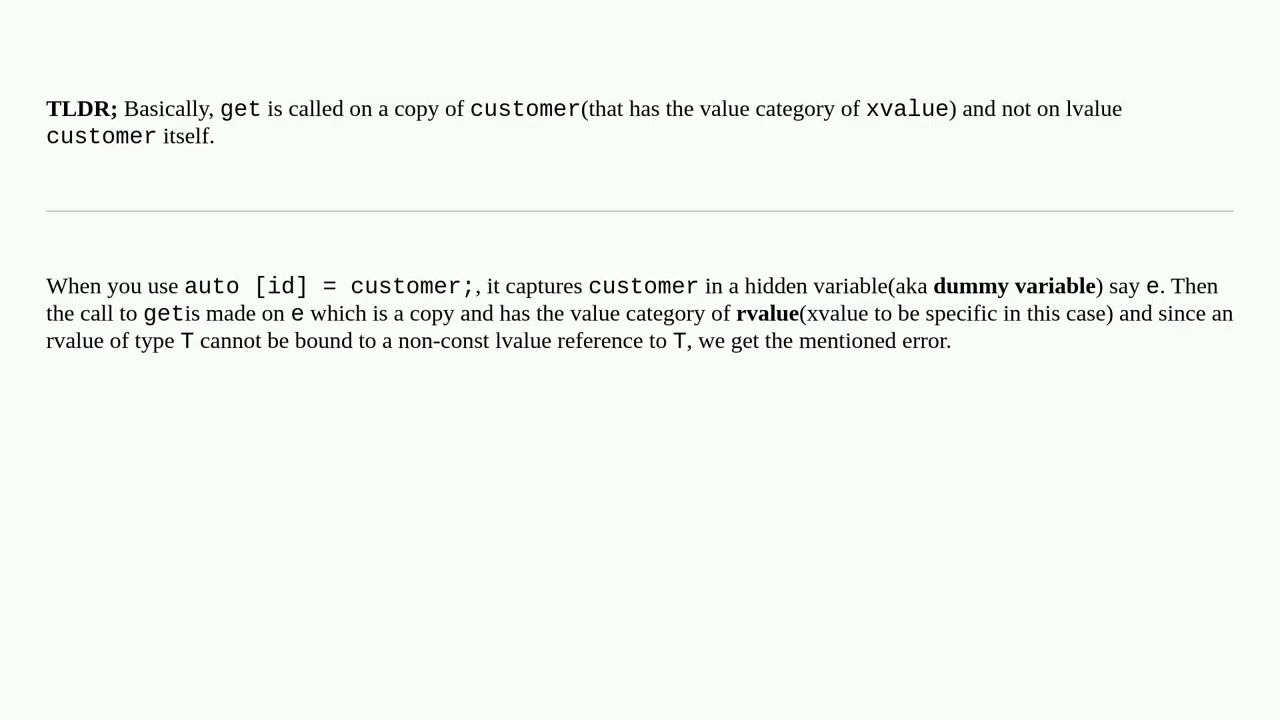 TLDR; Basically, get is called on a copy of customer(that has the value category of xvalue) and not on lvalue
customer itself.
When you use auto [id] = customer;, it captures customer in a hidden variable(aka dummy variable) say e. Then
the call to getis made on e which is a copy and has the value category of rvalue(xvalue to be specific in this case) and since an
rvalue of type T cannot be bound to a non-const lvalue reference to T, we get the mentioned error.